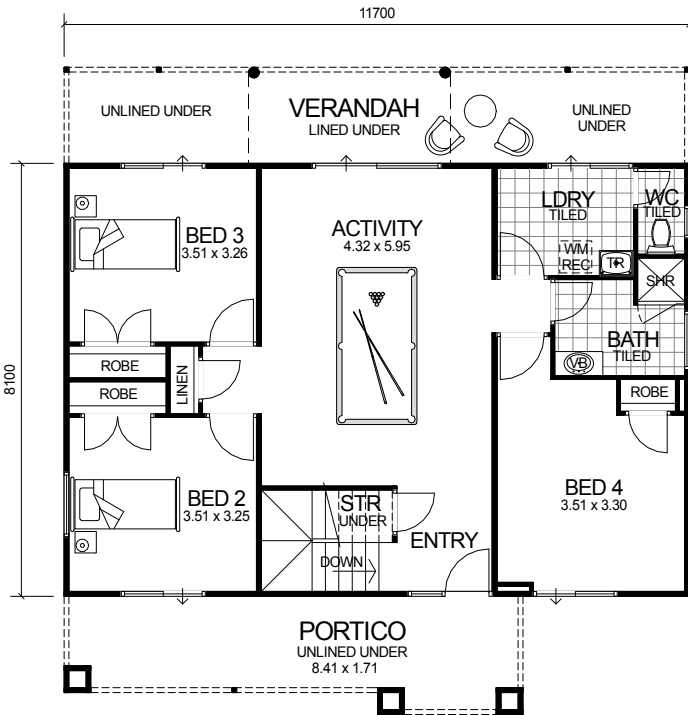 11700
UNLINED UNDER
VERANDAH
LINED UNDER
UNLINED
UNDER
8100
BED 3
3.51 x 3.26
ACTIVITY
4.32 x 5.95
LDRY
TILED
WC
TILED
WM
REC
TR
SHR
BATH
TILED
VB
ROBE
ROBE
LINEN
ROBE
BED 2
3.51 x 3.25
STR
UNDER
DOWN
ENTRY
BED 4
3.51 x 3.30
PORTICO
UNLINED UNDER
8.41 x 1.71